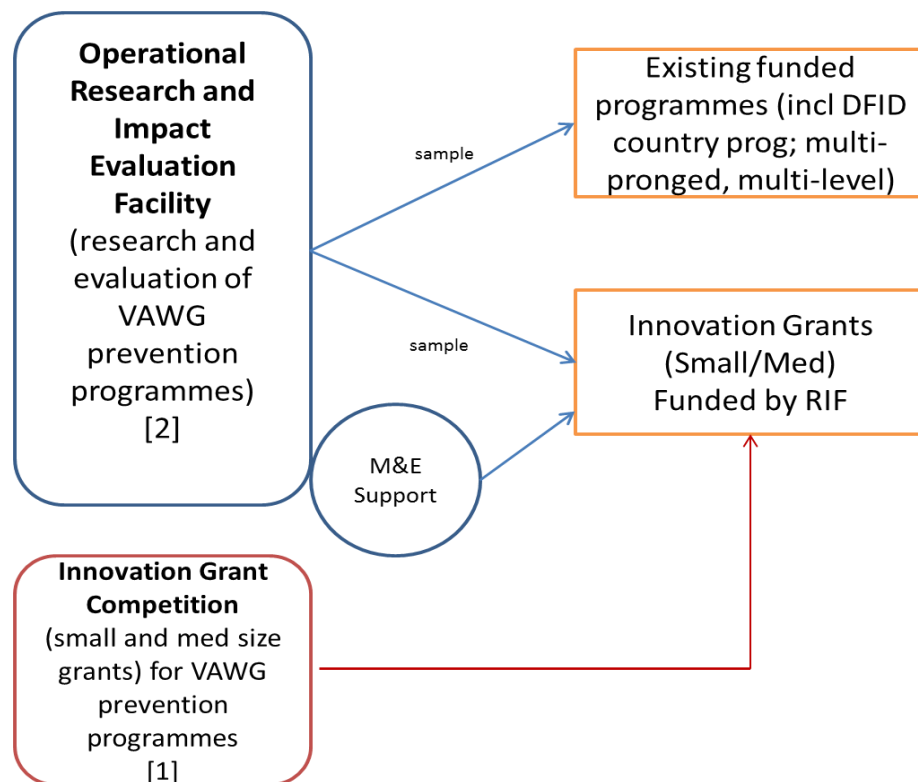 Operational
Research and
Impact
Evaluation
Facility
(research and
evaluation of
VAWG
prevention
programmes)
[2]
sample
sample
Existing funded
programmes (incl DFID
country prog; multi-
pronged, multi-level)
Innovation Grants
(Small/Med)
Funded by RIF
M&E
Support
Innovation Grant
Competition
(small and med size
grants) for VAWG
prevention
programmes
[1]